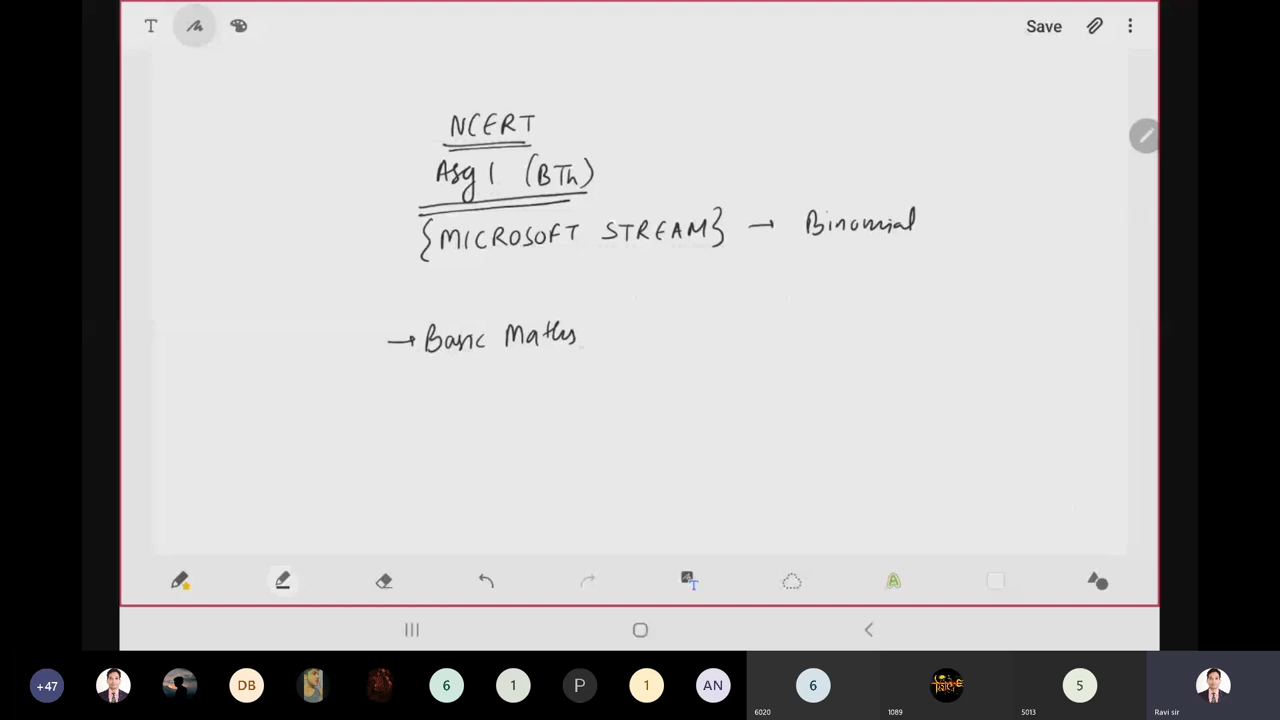 T Save
NCERT
Asg 1 (BTh)
{MICROSOFT STREAM} → Binomial
→ Basic Maths
T A
+47 DB 6 1 P 1 AN 6 5
6020 1089 5013 Ravi sir